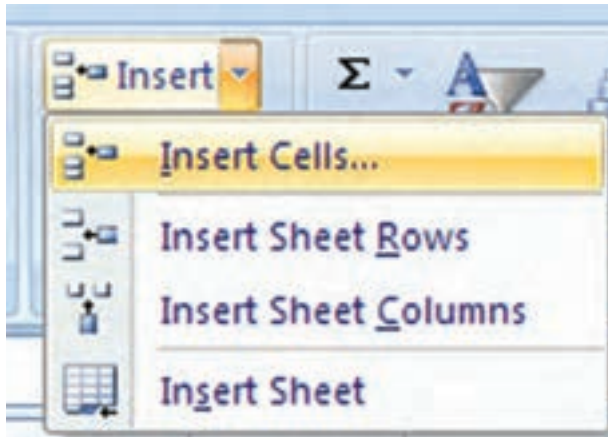 Insert
Σ
Insert Cells...
Insert Sheet Rows
Insert Sheet Columns
Insert Sheet